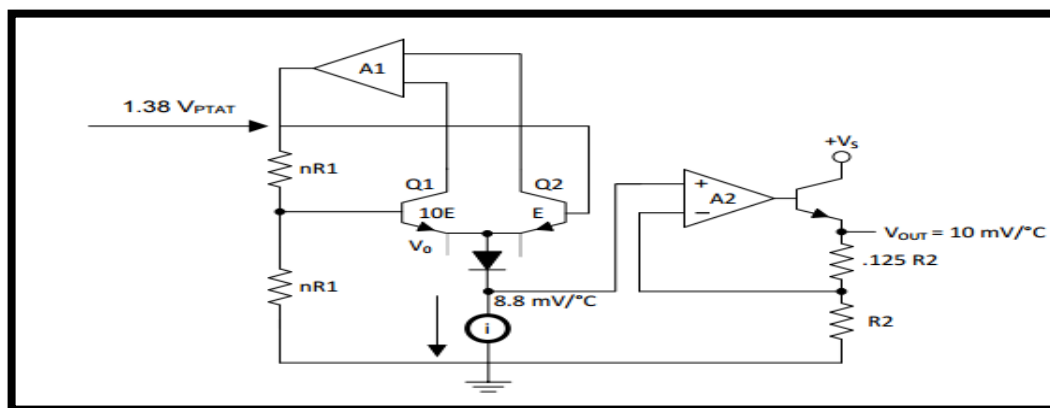 A1
1.38 VPTAT
+Vs
nR1
Q1
Q2
+
A2
−
10E
E
V0
VOUT = 10 mV/°C
.125 R2
nR1
8.8 mV/°C
i
R2